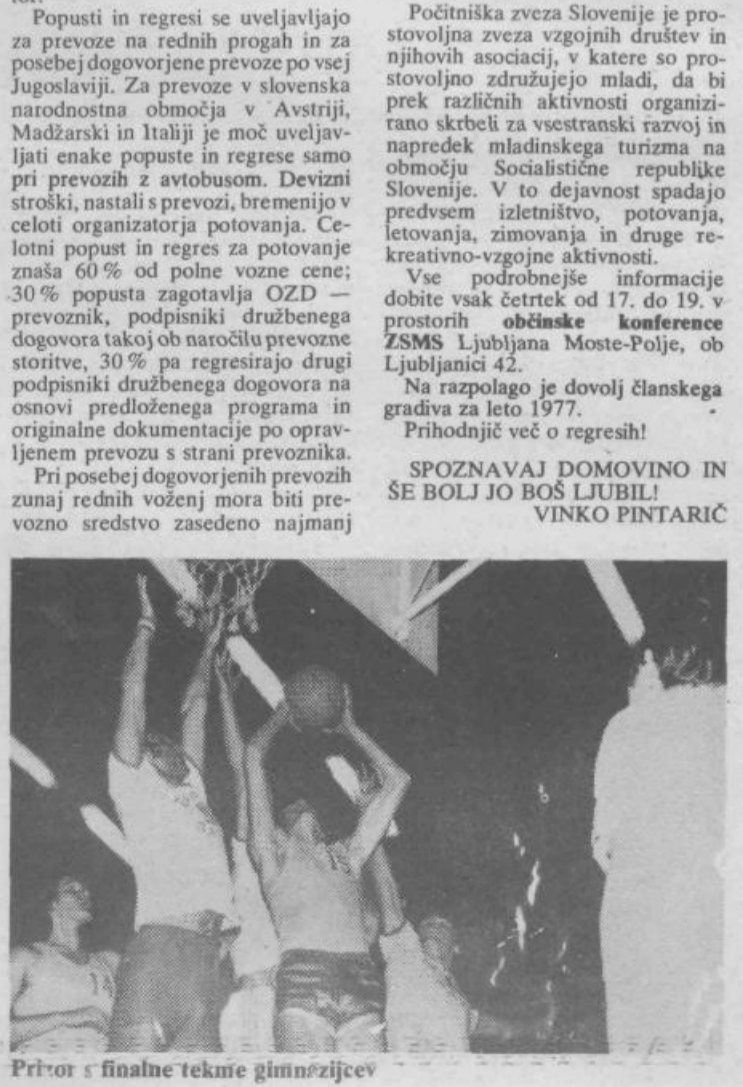 tor.
Popusti in regresi se uveljavljajo
za prevoze na rednih progah in za
posebej dogovorjene prevoze po vsej
Jugoslaviji. Za prevoze v slovenska
narodnostna območja v Avstriji,
Madžarski in Italiji je moč uveljav-
ljati enake popuste in regrese samo
pri prevozih z avtobusom. Devizni
stroški, nastali s prevozi, bremenijo v
celoti organizatorja potovanja. Ce-
lotni popust in regres za potovanje
znaša 60 % od polne vozne cene;
30 % popusta zagotavlja OZD —
prevoznik, podpisniki družbenega
dogovora takoj ob naročilu prevozne
storitve, 30 % pa regresirajo drugi
podpisniki družbenega dogovora na
osnovi predloženega programa in
originalne dokumentacije po oprav-
ljenem prevozu s strani prevoznika.
Pri posebej dogovorjenih prevozih
zunaj rednih voženj mora biti pre-
vozno sredstvo zasedeno najmanj
Počitniška zveza Slovenije je pro-
stovoljna zveza vzgojnih društev in
njihovih asociacij, v katere so pro-
stovoljno združujejo mladi, da bi
prek različnih aktivnosti organizi-
rano skrbeli za vsestranski razvoj in
napredek mladinskega turizma na
območju Socialistične republike
Slovenije. V to dejavnost spadajo
predvsem izletništvo, potovanja,
letovanja, zimovanja in druge re-
kreativno-vzgojne aktivnosti.
Vse podrobnejše informacije
dobite vsak četrtek od 17. do 19. v
prostorih občinske konference
ZSMS Ljubljana Moste-Polje, ob
Ljubljanici 42.
Na razpolago je dovolj članskega
gradiva za leto 1977.
Prihodnjič več o regresih!
SPOZNAVAJ DOMOVINO IN
ŠE BOLJ JO BOŠ LJUBIL!
VINKO PINTARIČ
14
Prizor s finalne tekme gimnazijcev